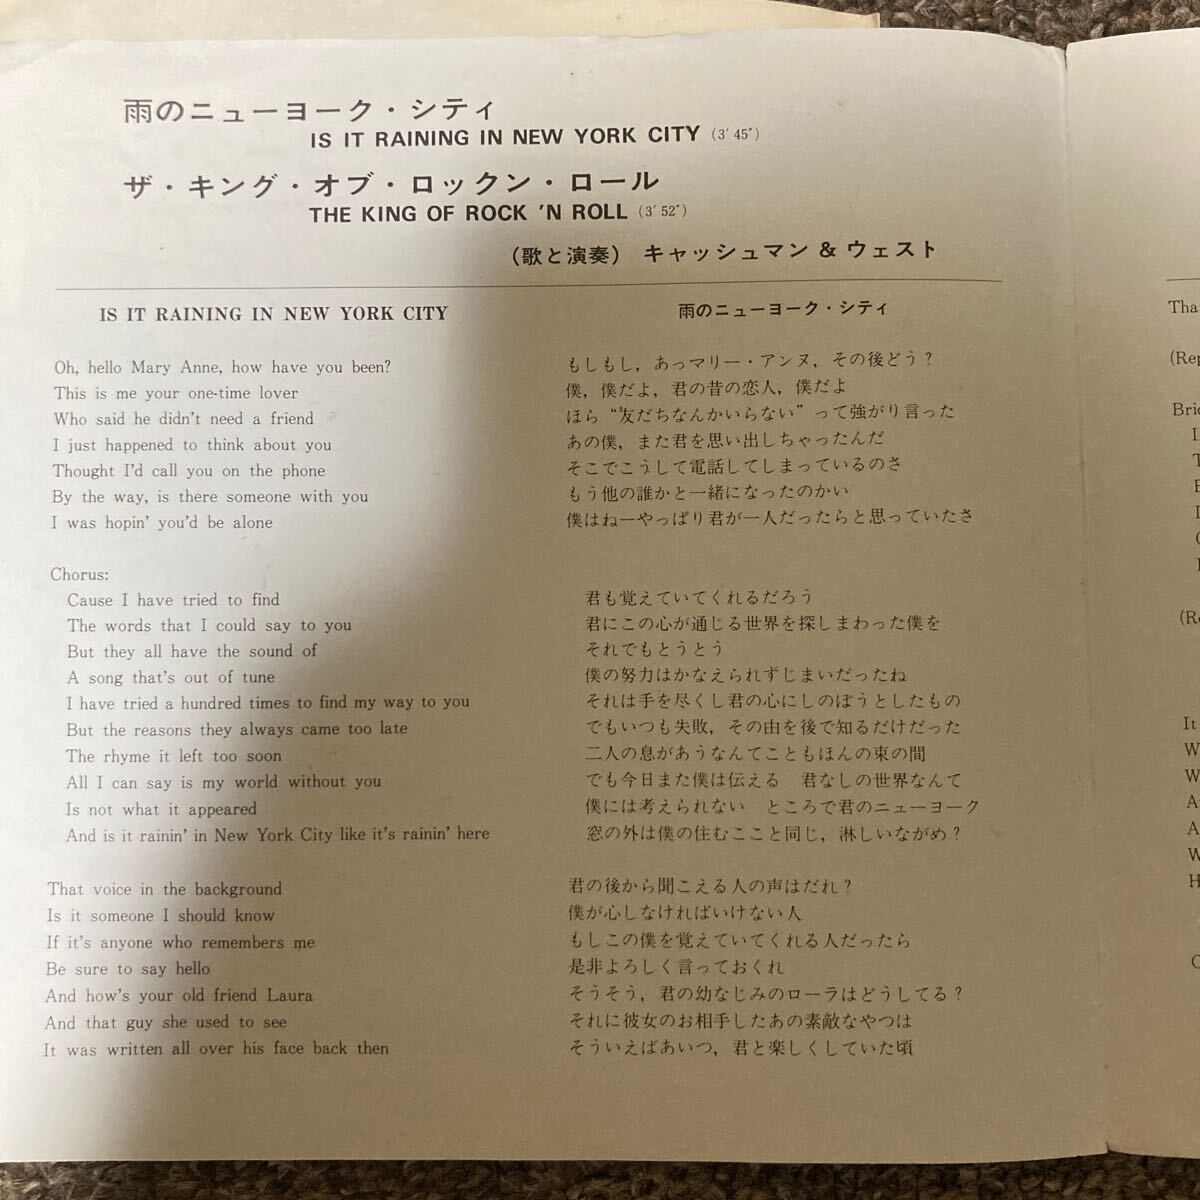 雨のニューヨーク・シティ
IS IT RAINING IN NEW YORK CITY (3′45″)
ザ・キング・オブ・ロックン・ロール
THE KING OF ROCK 'N ROLL (3′52″)
(歌と演奏) キャッシュマン & ウェスト
IS IT RAINING IN NEW YORK CITY
Oh, hello Mary Anne, how have you been?
This is me your one-time lover
Who said he didn't need a friend
I just happened to think about you
Thought I'd call you on the phone
By the way, is there someone with you
I was hopin' you'd be alone
Chorus:
Cause I have tried to find
The words that I could say to you
But they all have the sound of
A song that's out of tune
I have tried a hundred times to find my way to you
But the reasons they always came too late
The rhyme it left too soon
All I can say is my world without you
Is not what it appeared
And is it rainin' in New York City like it's rainin' here
That voice in the background
Is it someone I should know
If it's anyone who remembers me
Be sure to say hello
And how's your old friend Laura
And that guy she used to see
It was written all over his face back then
雨のニューヨーク・シティ
もしもし，あっマリー・アンヌ，その後どう？
僕，僕だよ，君の昔の恋人，僕だよ
ほら“友だちなんかいらない”って強がり言った
あの僕，また君を思い出しちゃったんだ
そこでこうして電話してしまっているのさ
もう他の誰かと一緒になったのかい
僕はねーやっぱり君が一人だったらと思っていたさ
君も覚えていてくれるだろう
君にこの心が通じる世界を探しまわった僕を
それでもとうとう
僕の努力はかなえられずじまいだったね
それは手を尽くし君の心にしのぼうとしたもの
でもいつも失敗，その由を後で知るだけだった
二人の息があうなんてこともほんの束の間
でも今日また僕は伝える　君なしの世界なんて
僕には考えられない　ところで君のニューヨーク
窓の外は僕の住むここと同じ，淋しいながめ？
君の後から聞こえる人の声はだれ？
僕が心しなければいけない人
もしこの僕を覚えていてくれる人だったら
是非よろしく言っておくれ
そうそう，君の幼なじみのローラはどうしてる？
それに彼女のお相手したあの素敵なやつは
そういえばあいつ，君と楽しくしていた頃